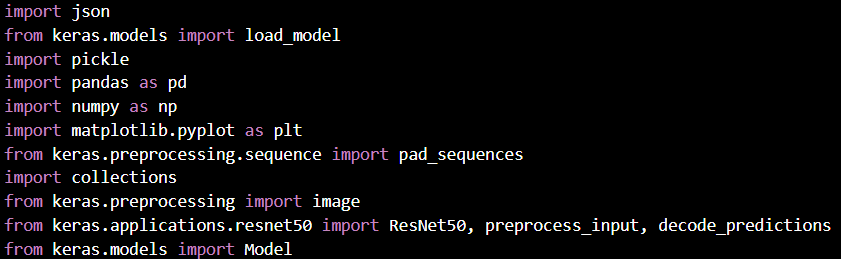 import json
from keras.models import load_model
import pickle
import pandas as pd
import numpy as np
import matplotlib.pyplot as plt
from keras.preprocessing.sequence import pad_sequences
import collections
from keras.preprocessing import image
from keras.applications.resnet50 import ResNet50, preprocess_input, decode_predictions
from keras.models import Model